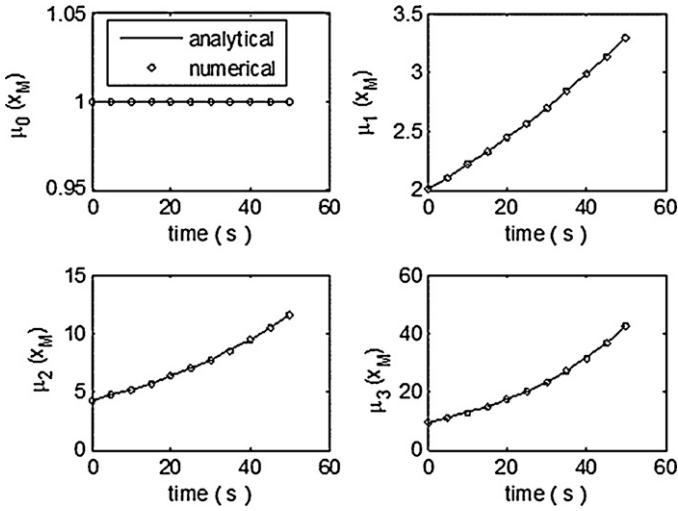 1.05
analytical
numerical
1
0.95
μ0 (xM)
0 20 40 60
time ( s )
3.5
3
2.5
2
μ1 (xM)
0 20 40 60
time ( s )
15
10
5
0
μ2 (xM)
0 20 40 60
time ( s )
60
40
20
0
μ3 (xM)
0 20 40 60
time ( s )